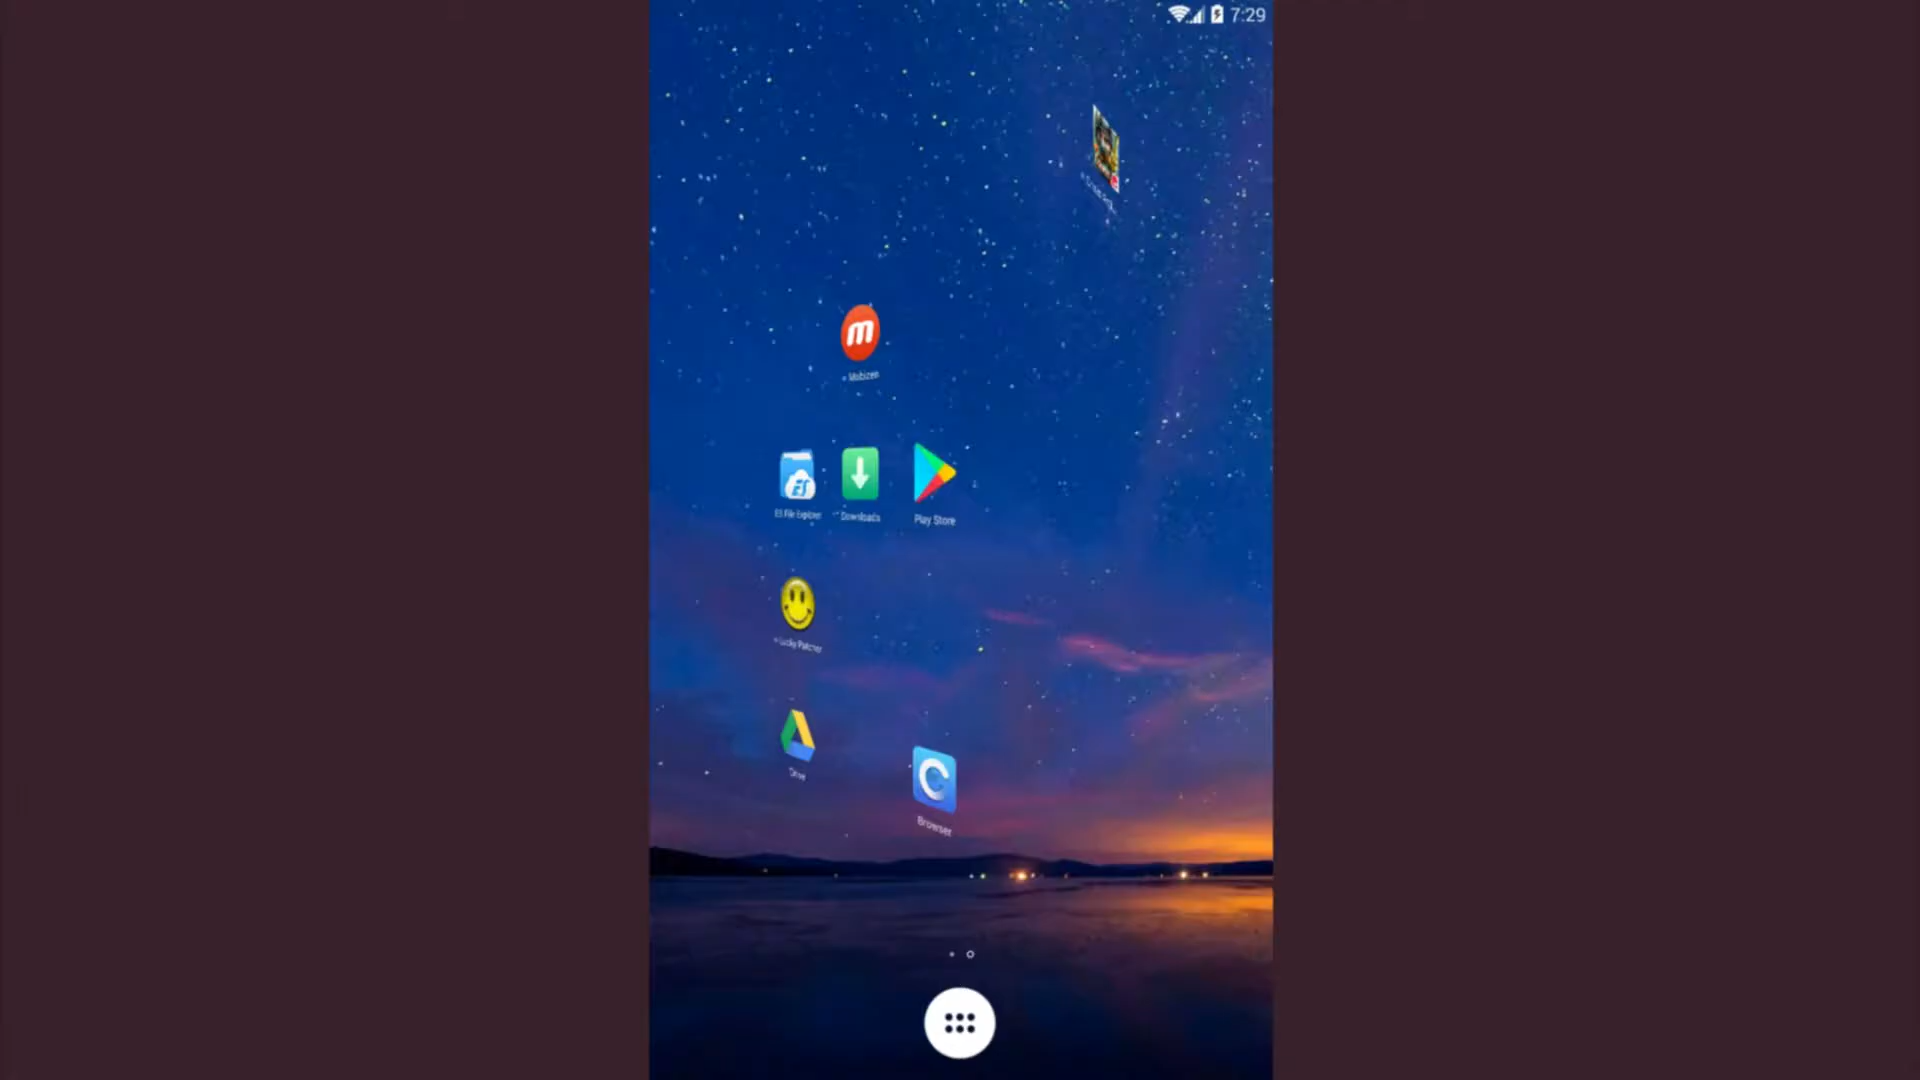 7:29
Mobizen
ES File Explorer
Downloads
Play Store
Lucky Patcher
Drive
Browser